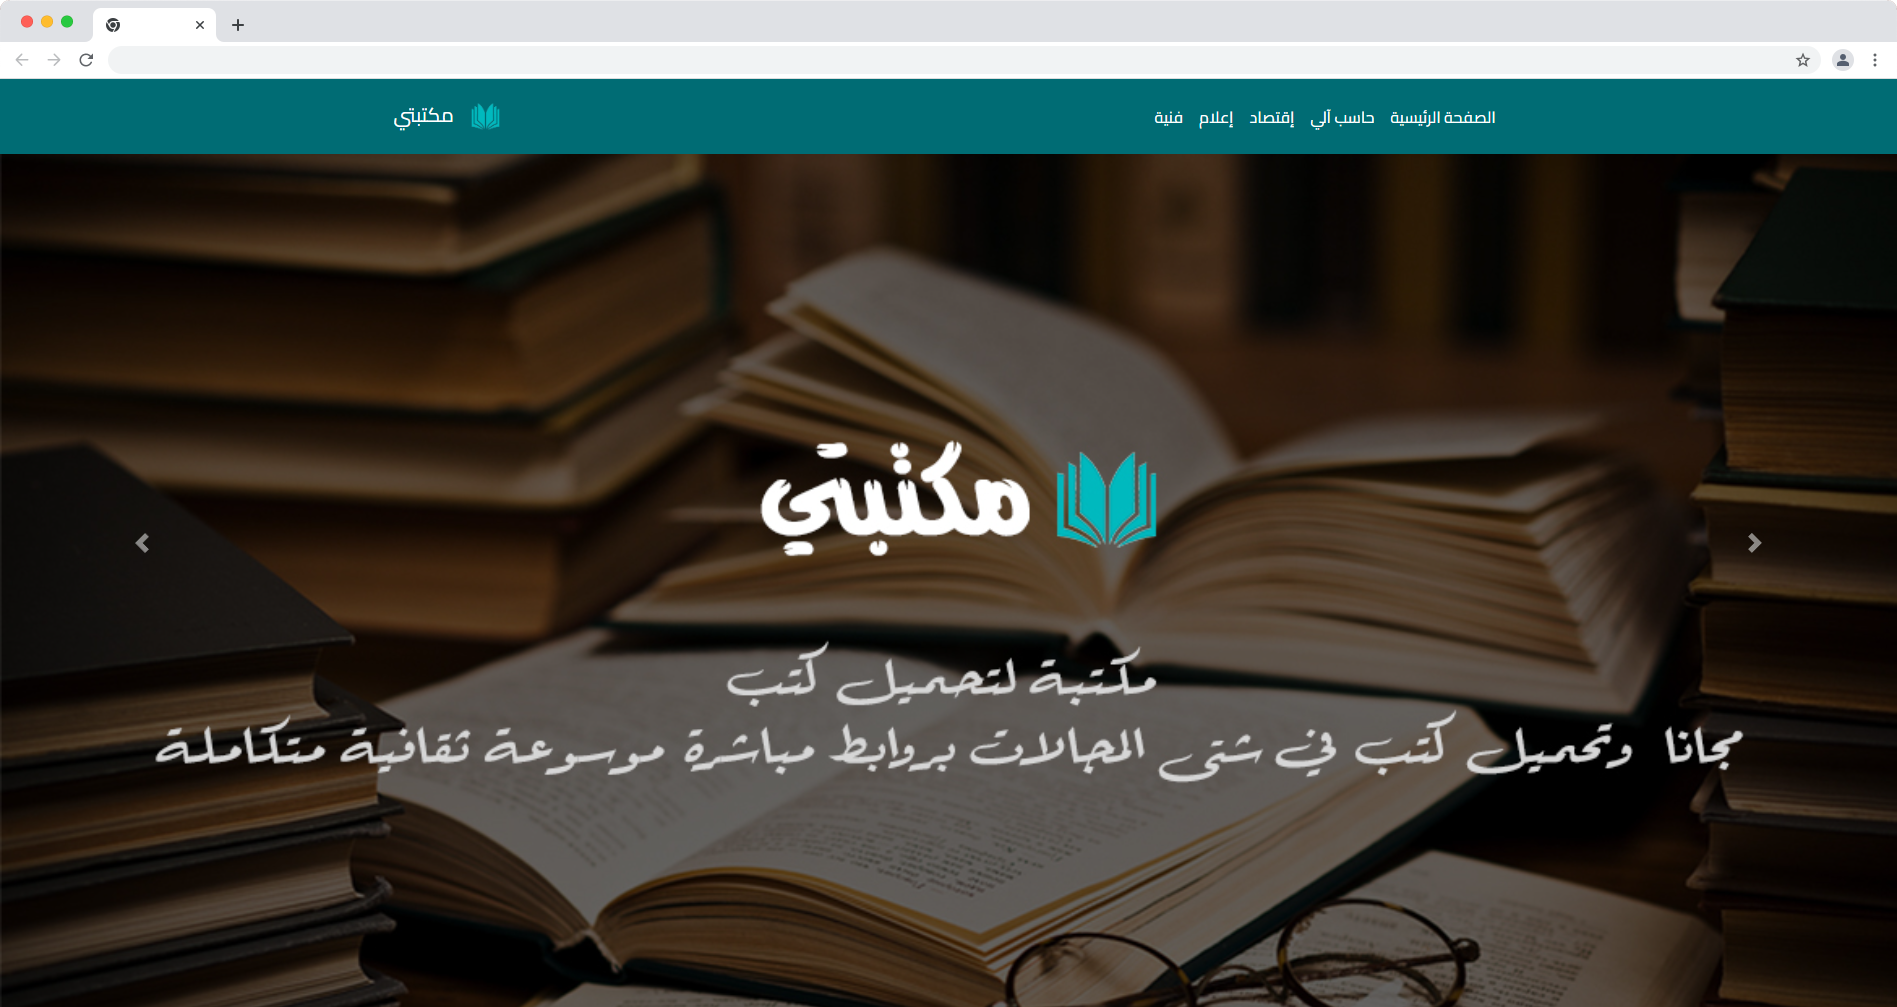 الصفحة الرئيسية
حاسب آلي
إقتصاد
إعلام
فنية
مكتبتي
مكتبتي
مكتبة لتحميل كتب
مجانا وتحميل كتب في شتى المجالات بروابط مباشرة موسوعة ثقافية متكاملة